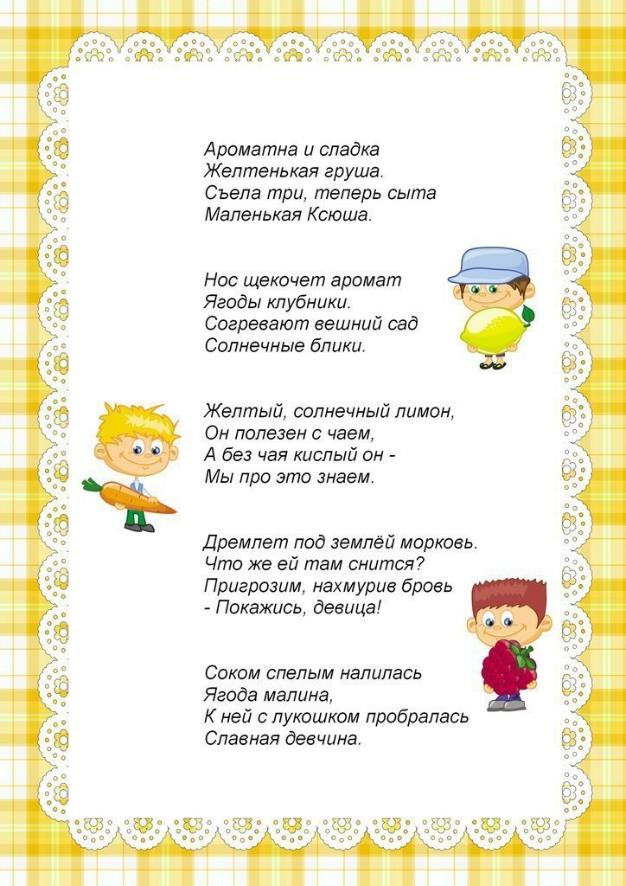 Ароматна и сладка
Желтенькая груша.
Съела три, теперь сыта
Маленькая Ксюша.
Нос щекочет аромат
Ягоды клубники.
Согревают вешний сад
Солнечные блики.
Желтый, солнечный лимон,
Он полезен с чаем,
А без чая кислый он -
Мы про это знаем.
Дремлет под землёй морковь.
Что же ей там снится?
Пригрозим, нахмурив бровь
- Покажись, девица!
Соком спелым налилась
Ягода малина,
К ней с лукошком пробралась
Славная девчина.